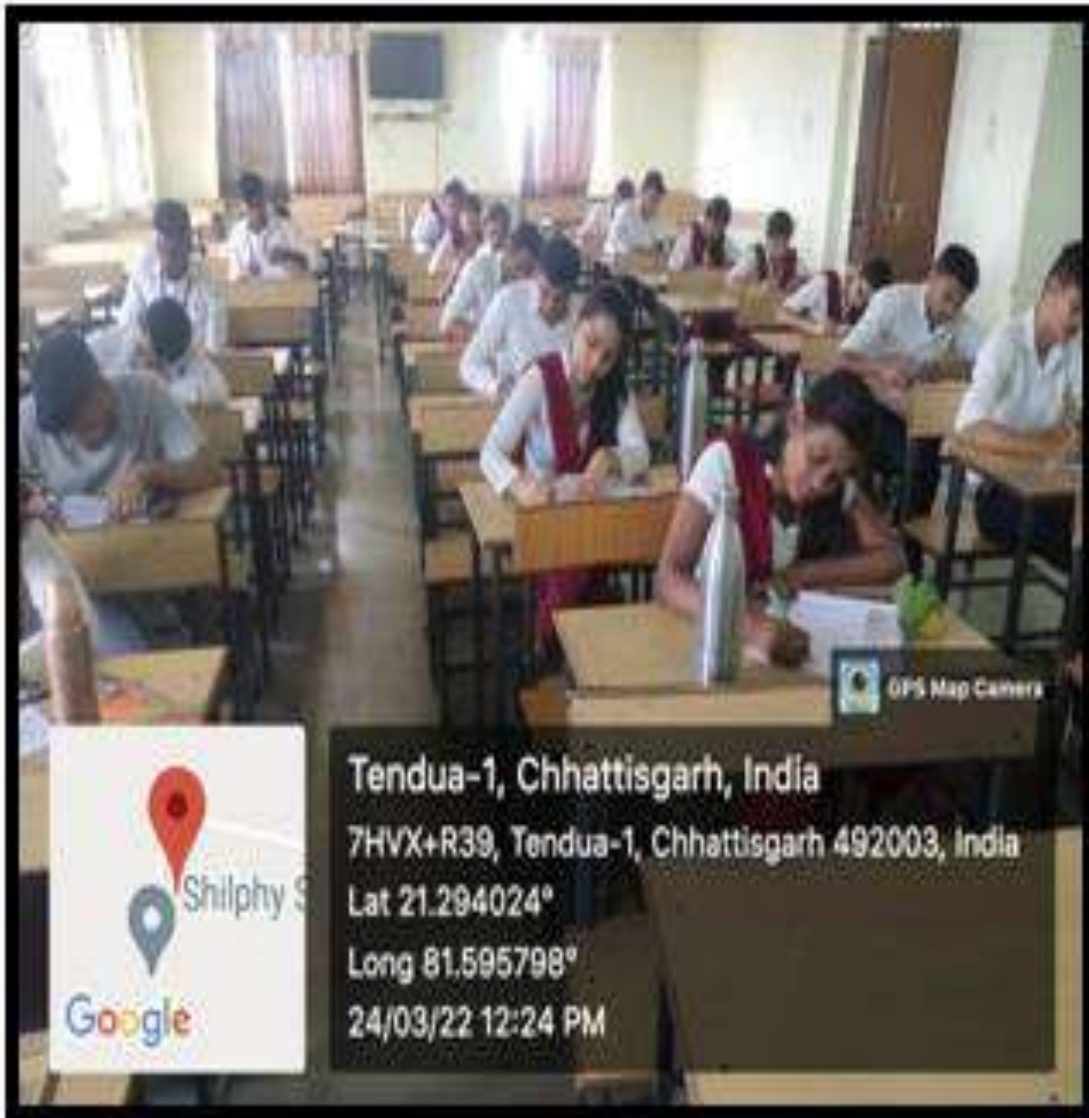 GPS Map Camera
Shilphy S
Google
Tendua-1, Chhattisgarh, India
7HVX+R39, Tendua-1, Chhattisgarh 492003, India
Lat 21.294024°
Long 81.595798°
24/03/22 12:24 PM